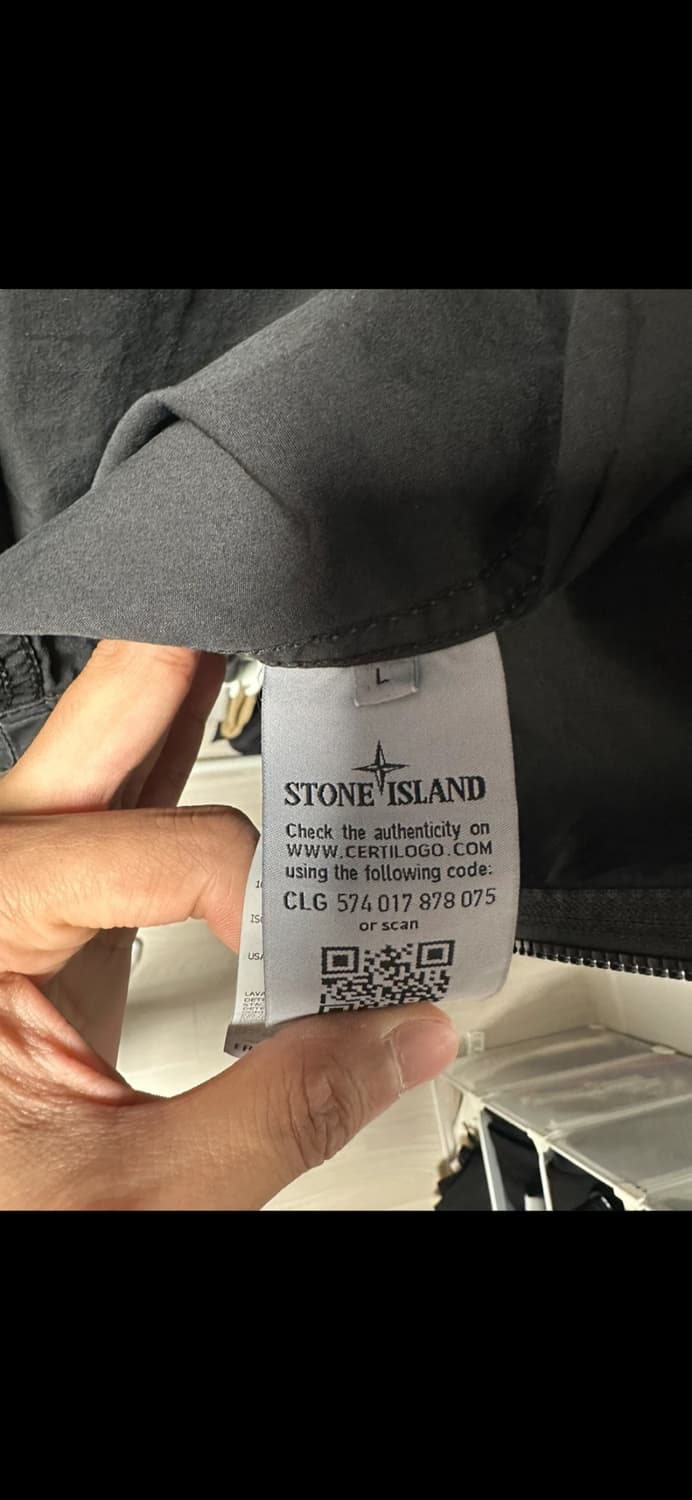 L
STONE ISLAND
Check the authenticity on
WWW.CERTILOGO.COM
using the following code:
CLG 574 017 878 075
or scan